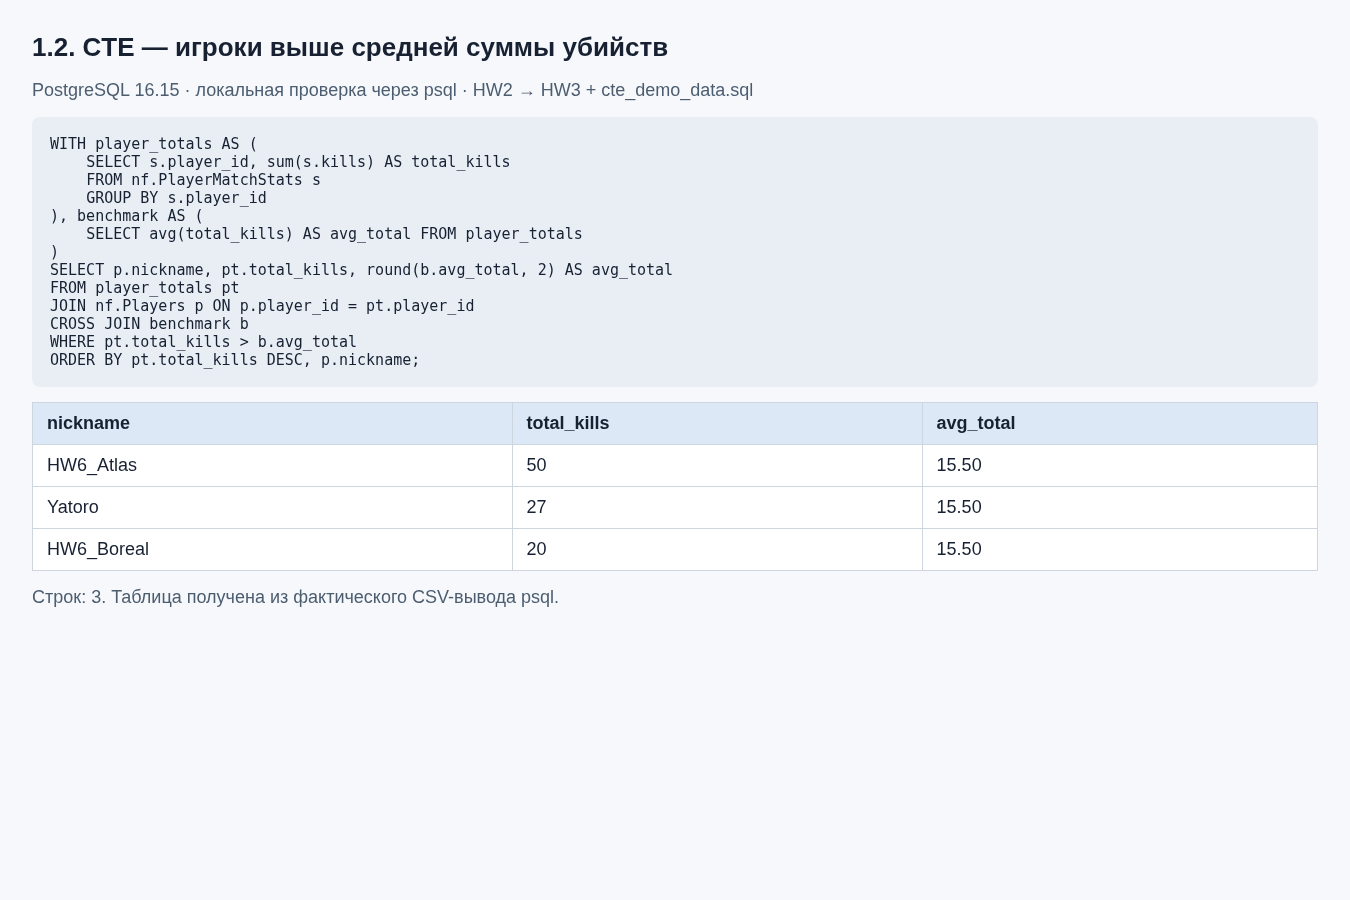 1.2. CTE — игроки выше средней суммы убийств
PostgreSQL 16.15 · локальная проверка через psql · HW2 → HW3 + cte_demo_data.sql
WITH player_totals AS (
    SELECT s.player_id, sum(s.kills) AS total_kills
    FROM nf.PlayerMatchStats s
    GROUP BY s.player_id
), benchmark AS (
    SELECT avg(total_kills) AS avg_total FROM player_totals
)
SELECT p.nickname, pt.total_kills, round(b.avg_total, 2) AS avg_total
FROM player_totals pt
JOIN nf.Players p ON p.player_id = pt.player_id
CROSS JOIN benchmark b
WHERE pt.total_kills > b.avg_total
ORDER BY pt.total_kills DESC, p.nickname;
nickname total_kills avg_total
HW6_Atlas 50 15.50
Yatoro 27 15.50
HW6_Boreal 20 15.50
Строк: 3. Таблица получена из фактического CSV-вывода psql.